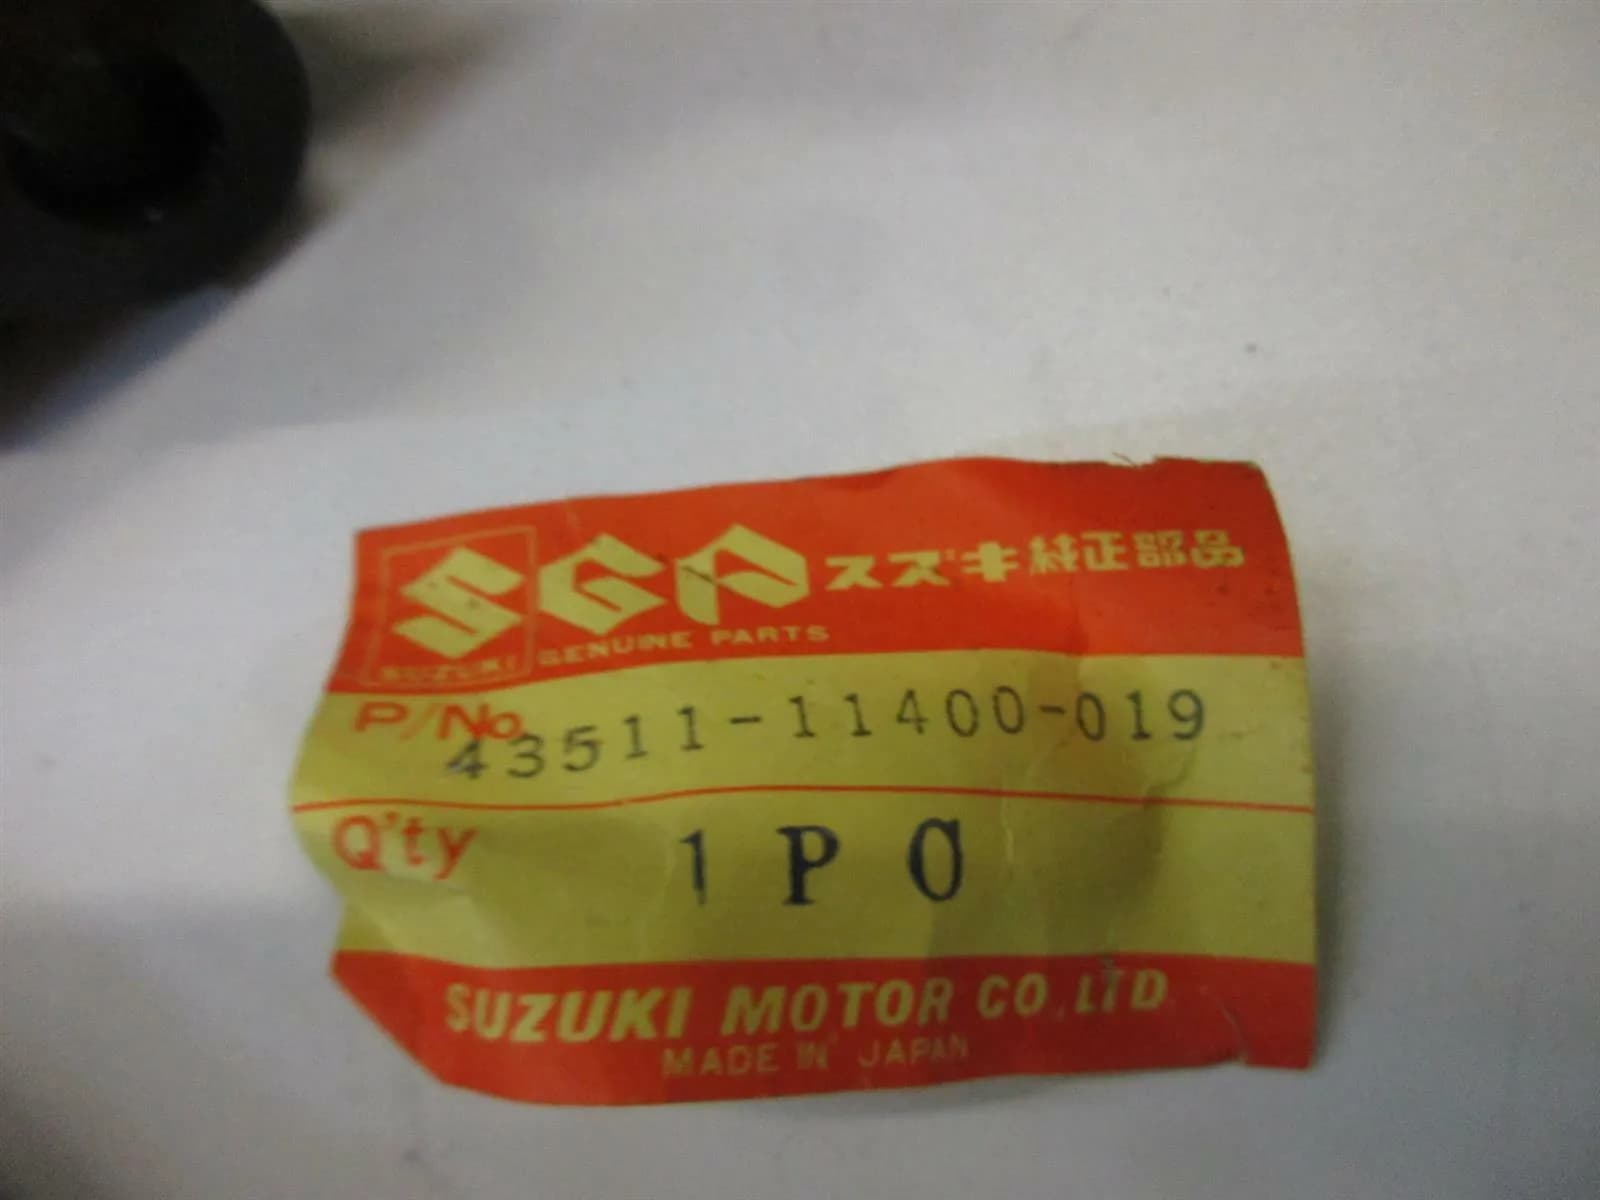 SGP スズキ純正部品
SUZUKI GENUINE PARTS
P/No. 43511-11400-019
Q'ty 1 PC
SUZUKI MOTOR CO.,LTD
MADE IN JAPAN